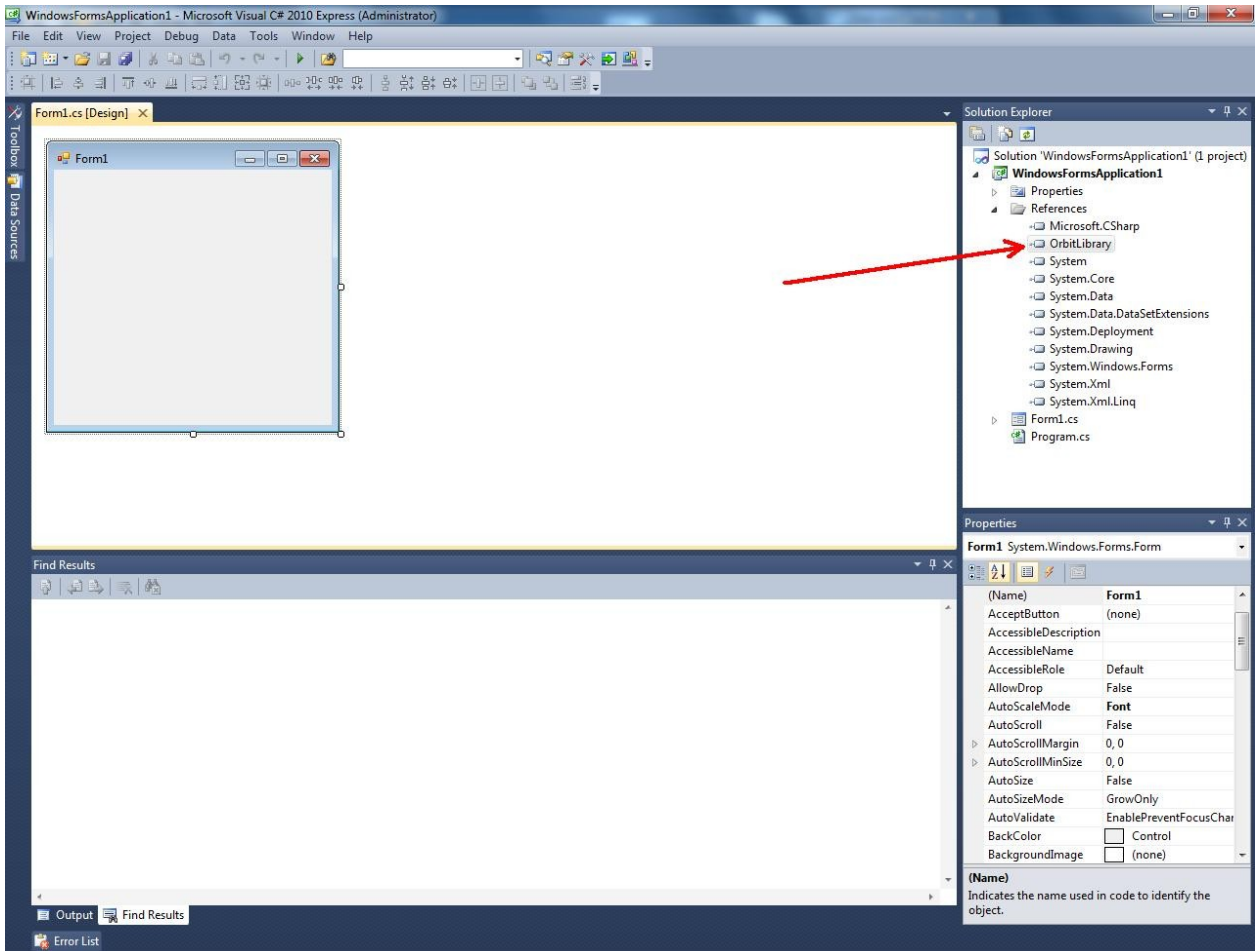 WindowsFormsApplication1 - Microsoft Visual C# 2010 Express (Administrator)
File Edit View Project Debug Data Tools Window Help
Toolbox
Data Sources
Form1.cs [Design]
Form1
Solution Explorer
Solution 'WindowsFormsApplication1' (1 project)
WindowsFormsApplication1
Properties
References
Microsoft.CSharp
OrbitLibrary
System
System.Core
System.Data
System.Data.DataSetExtensions
System.Deployment
System.Drawing
System.Windows.Forms
System.Xml
System.Xml.Linq
Form1.cs
Program.cs
Properties
Form1 System.Windows.Forms.Form
(Name) Form1
AcceptButton (none)
AccessibleDescription
AccessibleName
AccessibleRole Default
AllowDrop False
AutoScaleMode Font
AutoScroll False
AutoScrollMargin 0, 0
AutoScrollMinSize 0, 0
AutoSize False
AutoSizeMode GrowOnly
AutoValidate EnablePreventFocusChar
BackColor Control
BackgroundImage (none)
(Name)
Indicates the name used in code to identify the
object.
Find Results
Output Find Results
Error List